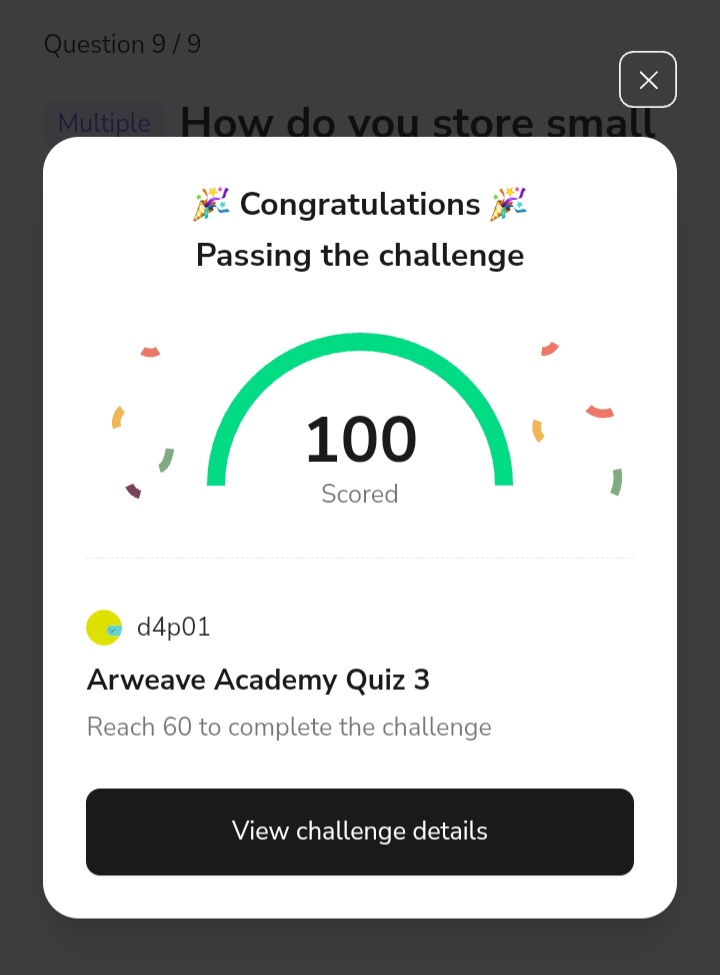 Question 9 / 9
Multiple How do you store small
🎉 Congratulations 🎉
Passing the challenge
100
Scored
d4p01
Arweave Academy Quiz 3
Reach 60 to complete the challenge
View challenge details